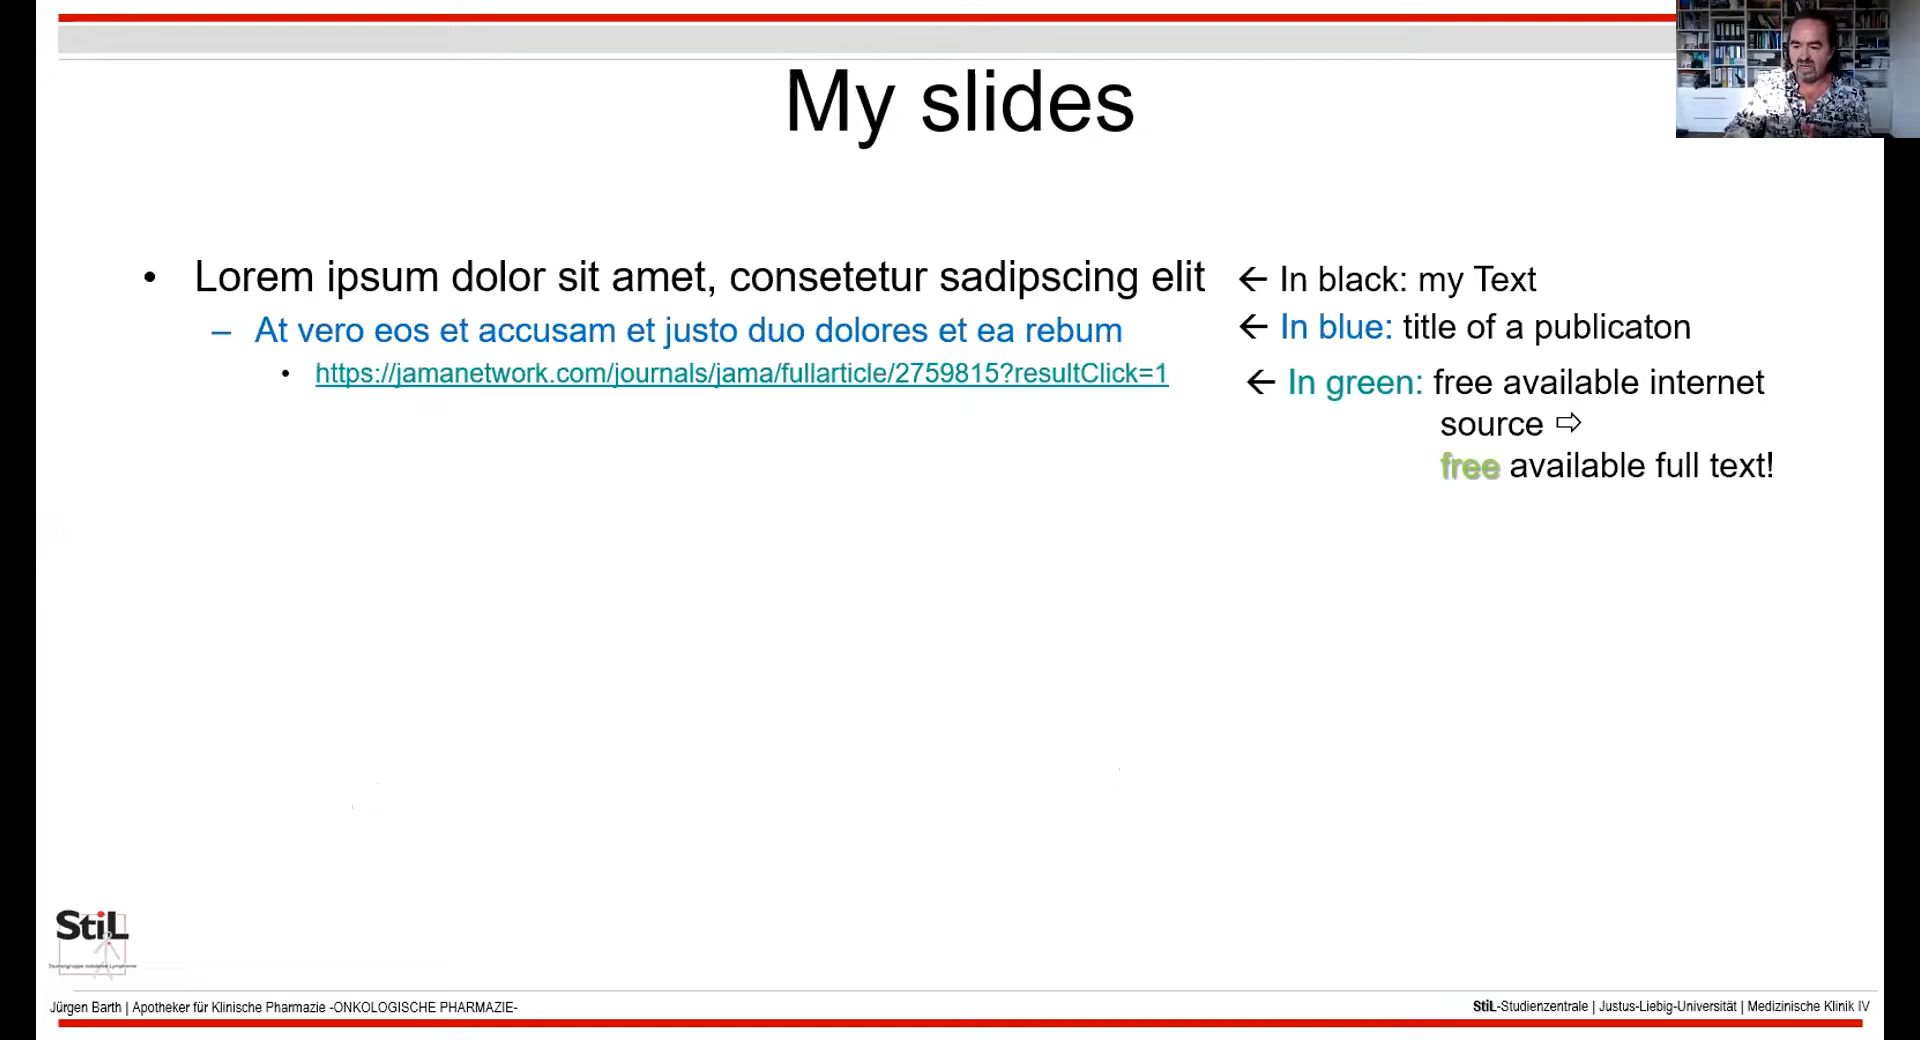 My slides
• Lorem ipsum dolor sit amet, consetetur sadipscing elit ← In black: my Text
– At vero eos et accusam et justo duo dolores et ea rebum ← In blue: title of a publicaton
• https://jamanetwork.com/journals/jama/fullarticle/2759815?resultClick=1 ← In green: free available internet
source ⇨
free available full text!
StiL
Studiengruppe indolente Lymphome
Jürgen Barth | Apotheker für Klinische Pharmazie -ONKOLOGISCHE PHARMAZIE- StiL-Studienzentrale | Justus-Liebig-Universität | Medizinische Klinik IV